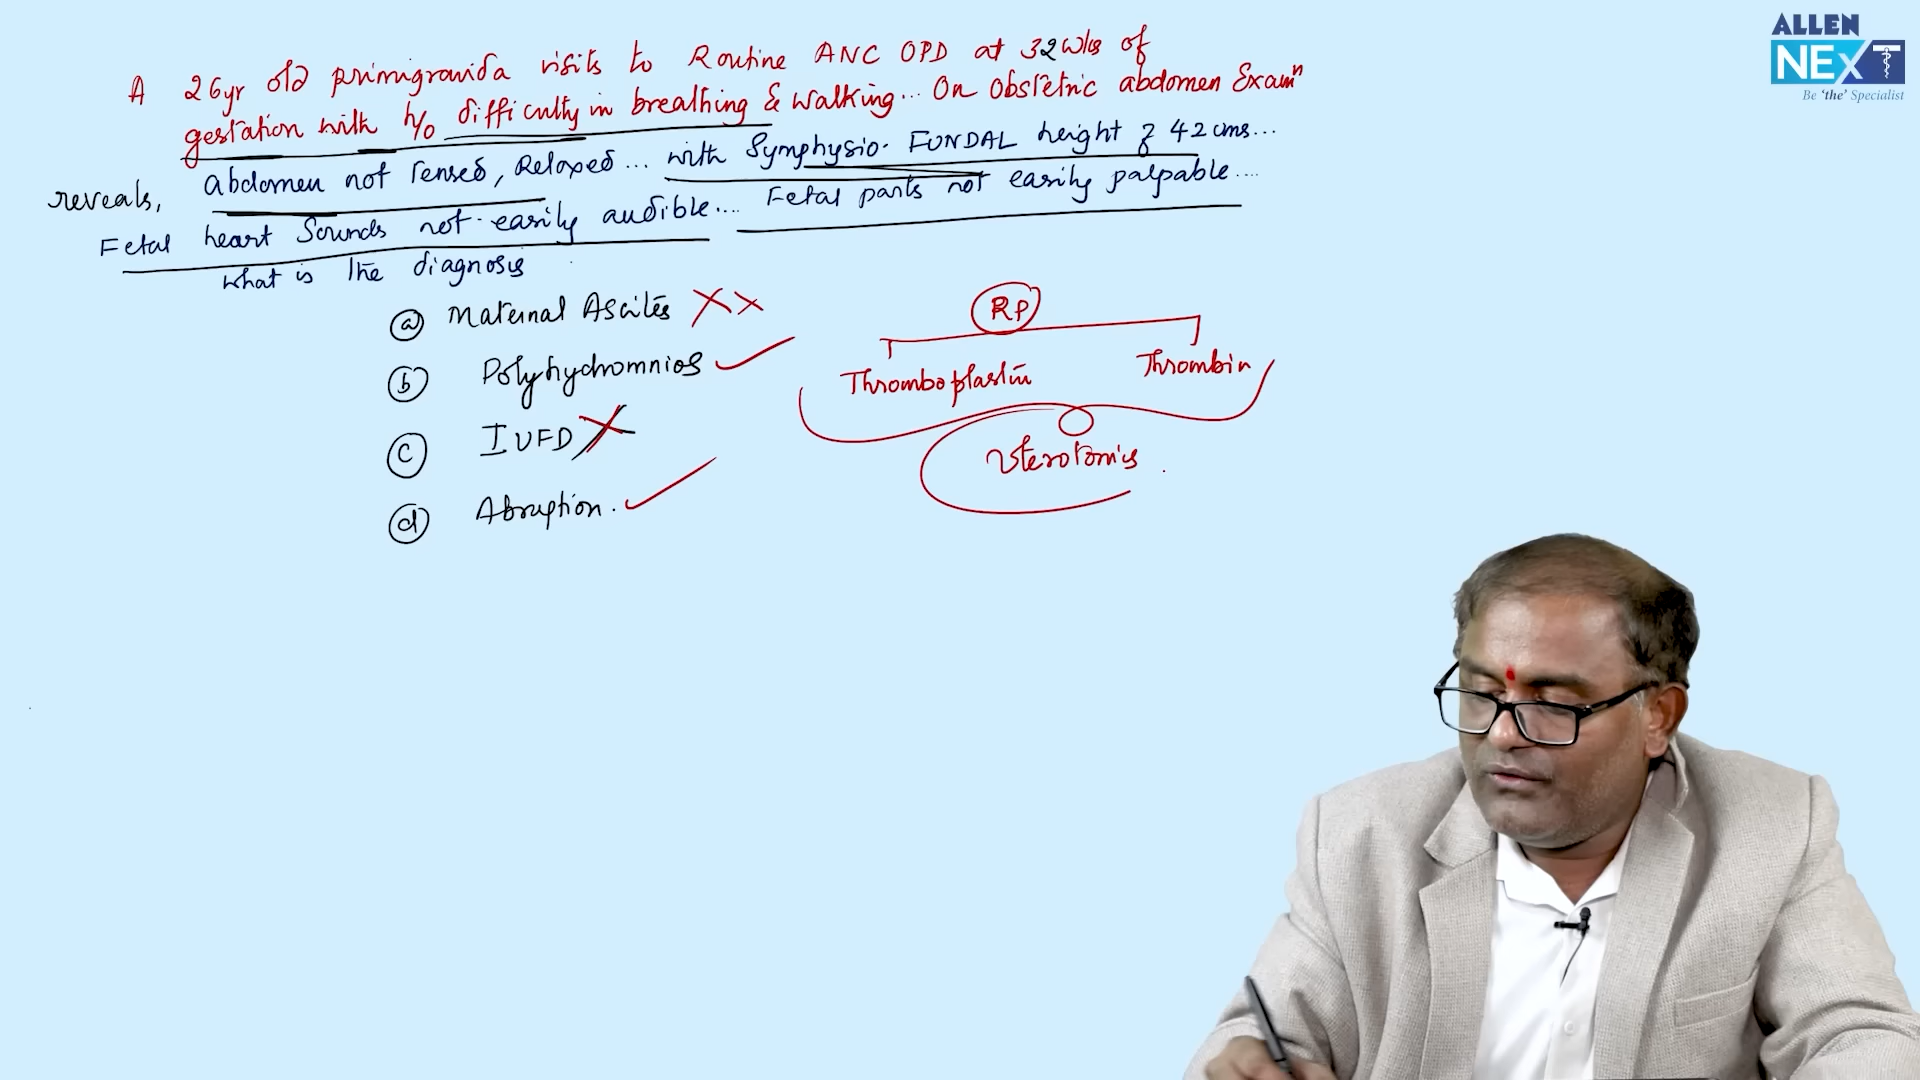 ALLEN
NEXT
Be 'the' Specialist
A 26yr old primigravida visits to Routine ANC OPD at 32wks of
gestation with h/o difficulty in breathing & walking... On Obstetric abdomen Examⁿ
reveals, abdomen not Tensed, Relaxed... with Symphysio-FUNDAL height of 42cms...
Fetal heart Sounds not easily audible.... Fetal parts not easily palpable....
what is the diagnosis
a Maternal Ascites
b Polyhydromnios
c IUFD
d Abruption.
RP
Thromboplastin Thrombin
Uterotonics